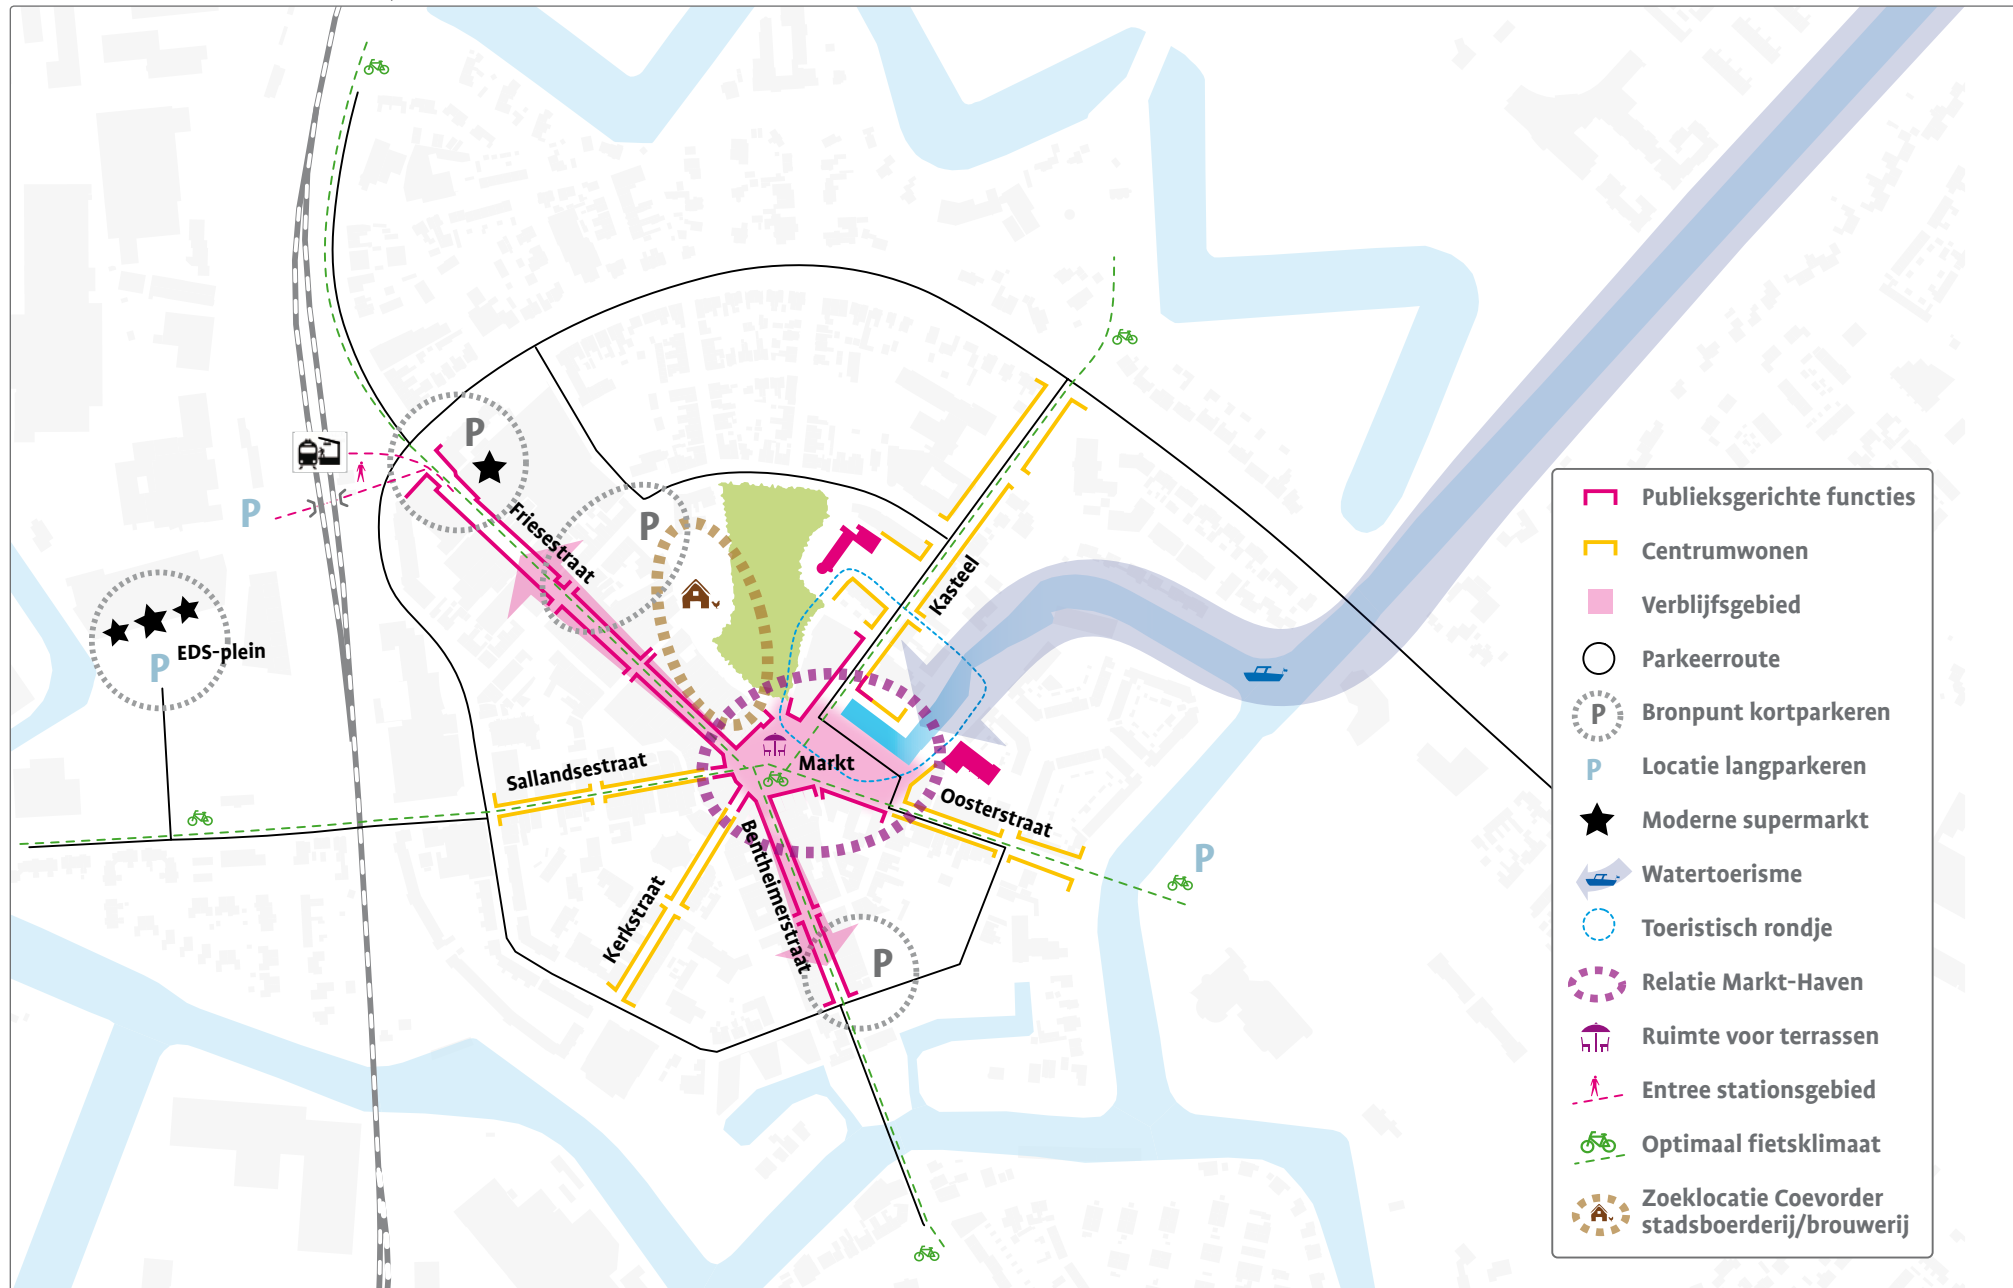 P
P
Friesestraat
P
Kasteel
P
EDS-plein
Sallandsestraat
Markt
Oosterstraat
P
Bentheimerstraat
Kerkstraat
P
Publieksgerichte functies
Centrumwonen
Verblijfsgebied
Parkeerroute
P Bronpunt kortparkeren
P Locatie langparkeren
Moderne supermarkt
Watertoerisme
Toeristisch rondje
Relatie Markt-Haven
Ruimte voor terrassen
Entree stationsgebied
Optimaal fietsklimaat
Zoeklocatie Coevorder
stadsboerderij/brouwerij